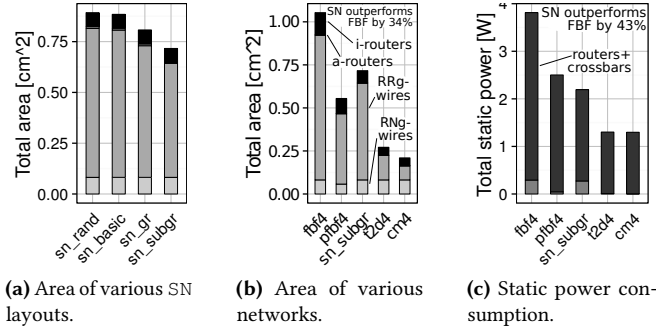 Total area [cm^2]
0.75
0.50
0.25
0.00
sn_rand
sn_basic
sn_gr
sn_subgr
(a) Area of various SN
layouts.
Total area [cm^2]
1.00
0.75
0.50
0.25
0.00
SN outperforms
FBF by 34%
i-routers
a-routers
RRg-
wires
RNg-
wires
fbf4
pfbf4
sn_subgr
t2d4
cm4
(b) Area of various
networks.
Total static power [W]
4
3
2
1
0
SN outperforms
FBF by 43%
routers+
crossbars
fbf4
pfbf4
sn_subgr
t2d4
cm4
(c) Static power con-
sumption.